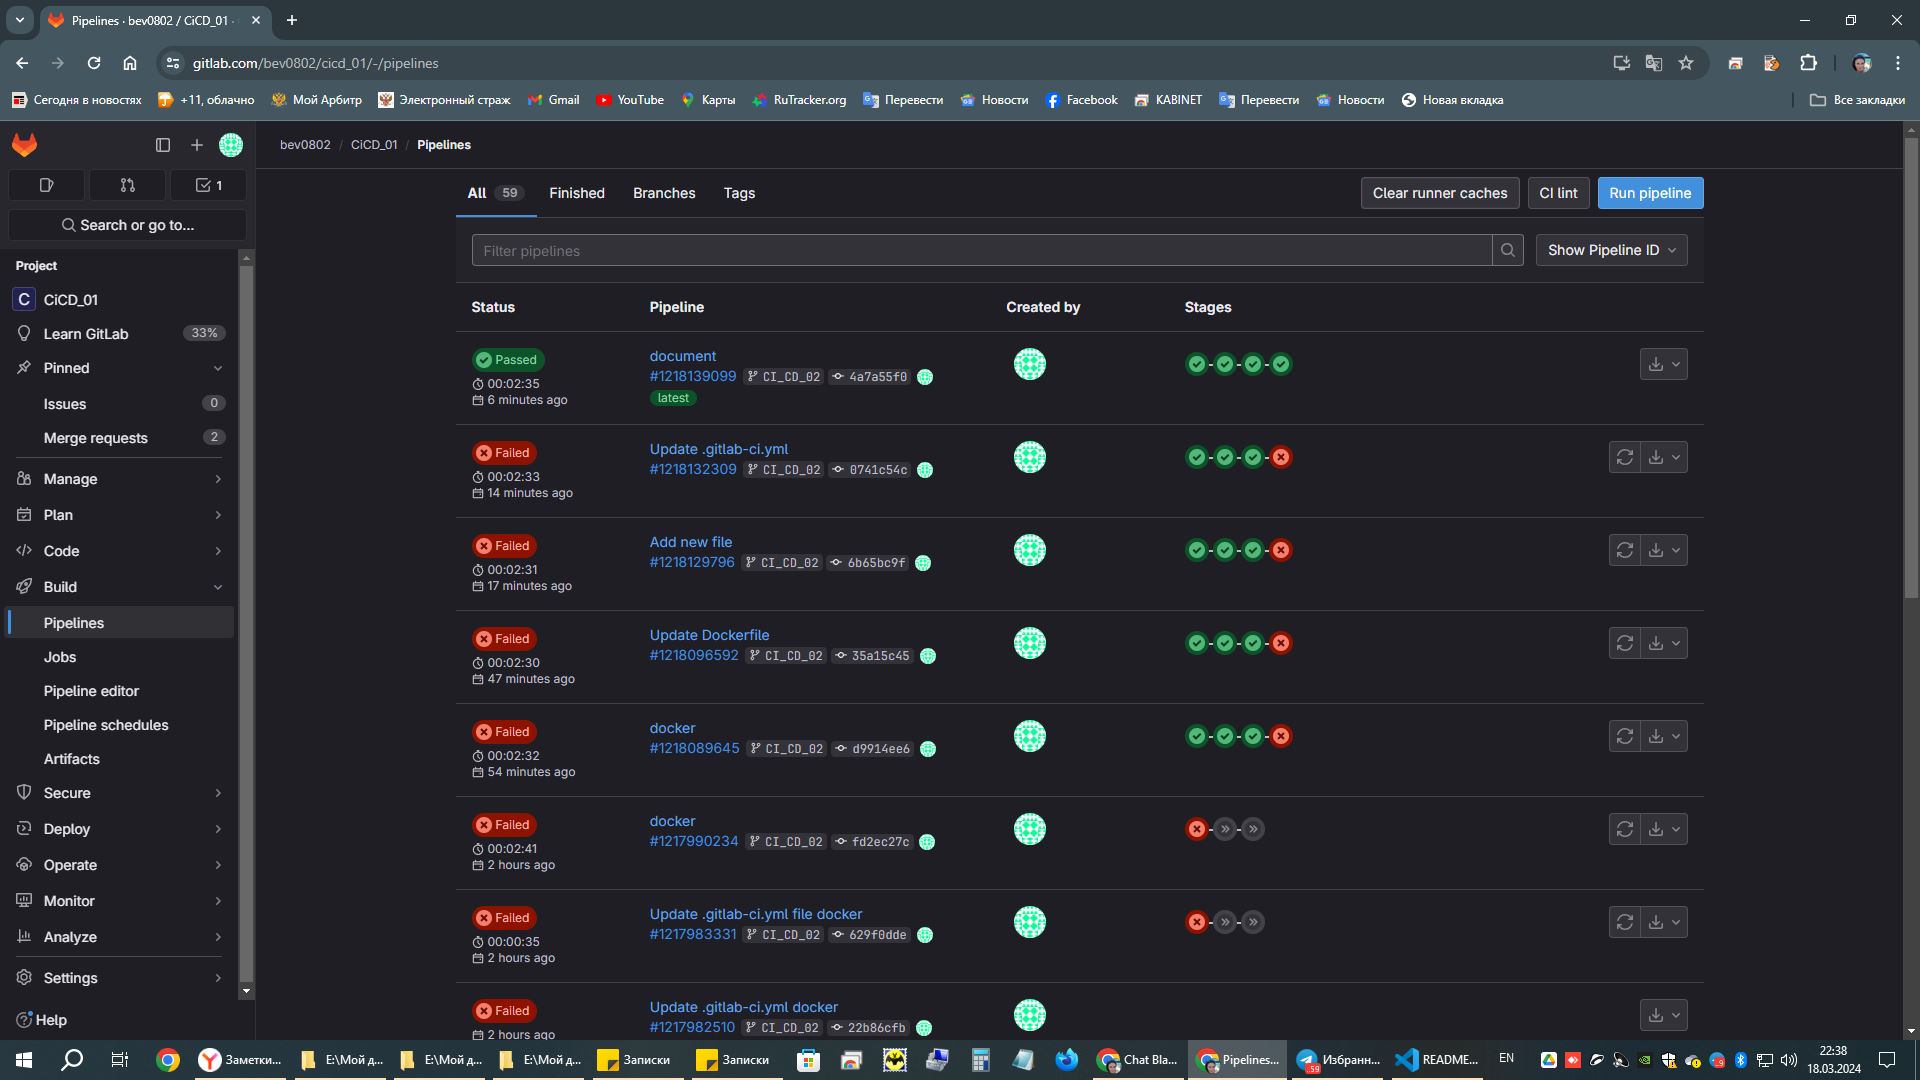 Pipelines · bev0802 / CiCD_01 ·
gitlab.com/bev0802/cicd_01/-/pipelines
Сегодня в новостях
+11, облачно
Мой Арбитр
Электронный страж
Gmail
YouTube
Карты
RuTracker.org
Перевести
Новости
Facebook
KABINET
Перевести
Новости
Новая вкладка
Все закладки
1
Search or go to...
Project
C CiCD_01
Learn GitLab 33%
Pinned
Issues 0
Merge requests 2
Manage
Plan
Code
Build
Pipelines
Jobs
Pipeline editor
Pipeline schedules
Artifacts
Secure
Deploy
Operate
Monitor
Analyze
Settings
Help
bev0802 / CiCD_01 / Pipelines
All 59 Finished Branches Tags
Clear runner caches CI lint Run pipeline
Filter pipelines
Show Pipeline ID
Status Pipeline Created by Stages
Passed
00:02:35
6 minutes ago
document
#1218139099 CI_CD_02 4a7a55f0
latest
Failed
00:02:33
14 minutes ago
Update .gitlab-ci.yml
#1218132309 CI_CD_02 0741c54c
Failed
00:02:31
17 minutes ago
Add new file
#1218129796 CI_CD_02 6b65bc9f
Failed
00:02:30
47 minutes ago
Update Dockerfile
#1218096592 CI_CD_02 35a15c45
Failed
00:02:32
54 minutes ago
docker
#1218089645 CI_CD_02 d9914ee6
Failed
00:02:41
2 hours ago
docker
#1217990234 CI_CD_02 fd2ec27c
Failed
00:00:35
2 hours ago
Update .gitlab-ci.yml file docker
#1217983331 CI_CD_02 629f0dde
Failed
2 hours ago
Update .gitlab-ci.yml docker
#1217982510 CI_CD_02 22b86cfb
Заметки...
E:\Мой д...
E:\Мой д...
E:\Мой д...
Записки
Записки
Chat Bla...
Pipelines...
Избранн...
README...
EN
22:38
18.03.2024